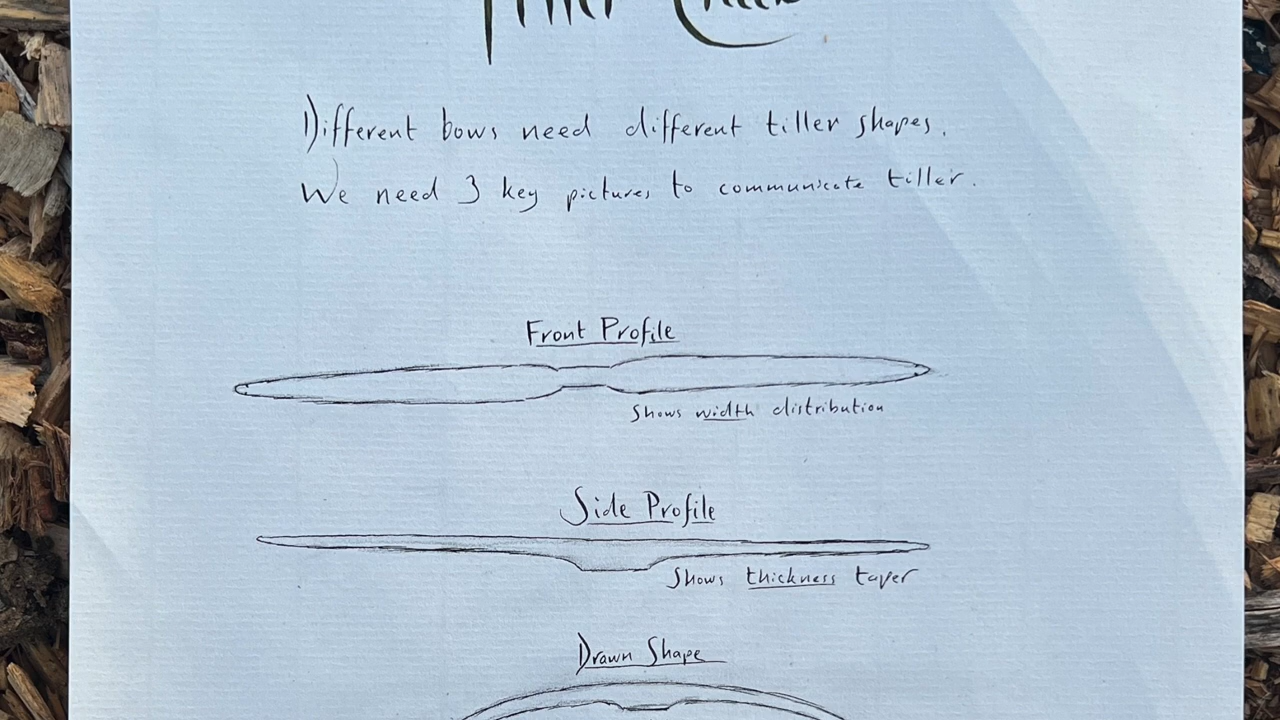 Different bows need different tiller shapes.
We need 3 key pictures to communicate tiller.
Front Profile
Shows width distribution
Side Profile
Shows thickness taper
Drawn Shape